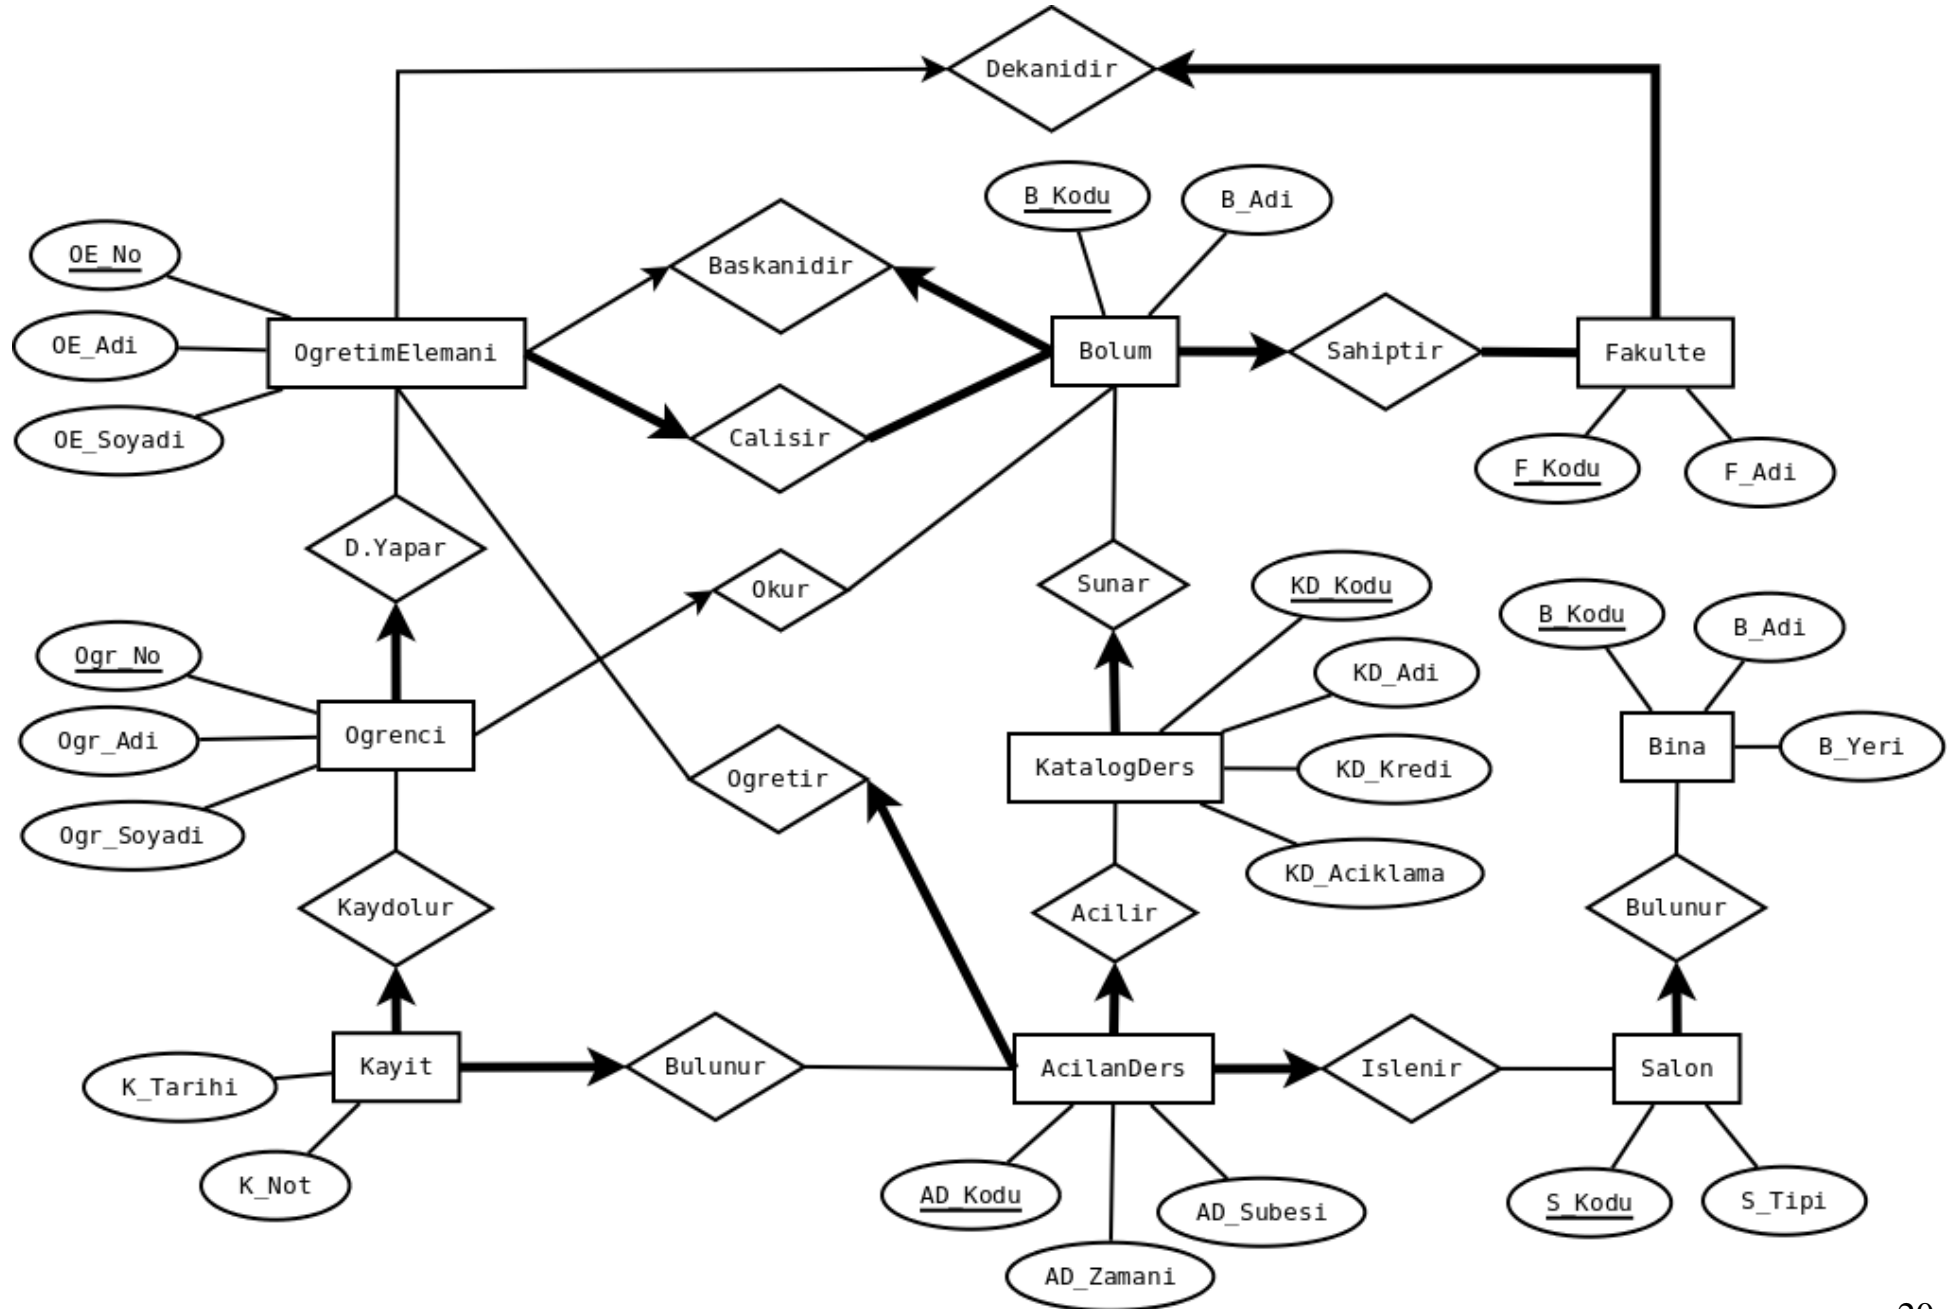 Dekanidir
B_Kodu
B_Adi
OE_No
Baskanidir
OE_Adi
OgretimElemani
Bolum
Sahiptir
Fakulte
OE_Soyadi
Calisir
F_Kodu
F_Adi
D.Yapar
Okur
Sunar
KD_Kodu
B_Kodu
B_Adi
Ogr_No
KD_Adi
Ogr_Adi
Ogrenci
Ogretir
KatalogDers
KD_Kredi
Bina
B_Yeri
Ogr_Soyadi
KD_Aciklama
Kaydolur
Acilir
Bulunur
K_Tarihi
Kayit
Bulunur
AcilanDers
Islenir
Salon
K_Not
AD_Kodu
AD_Subesi
S_Kodu
S_Tipi
AD_Zamani